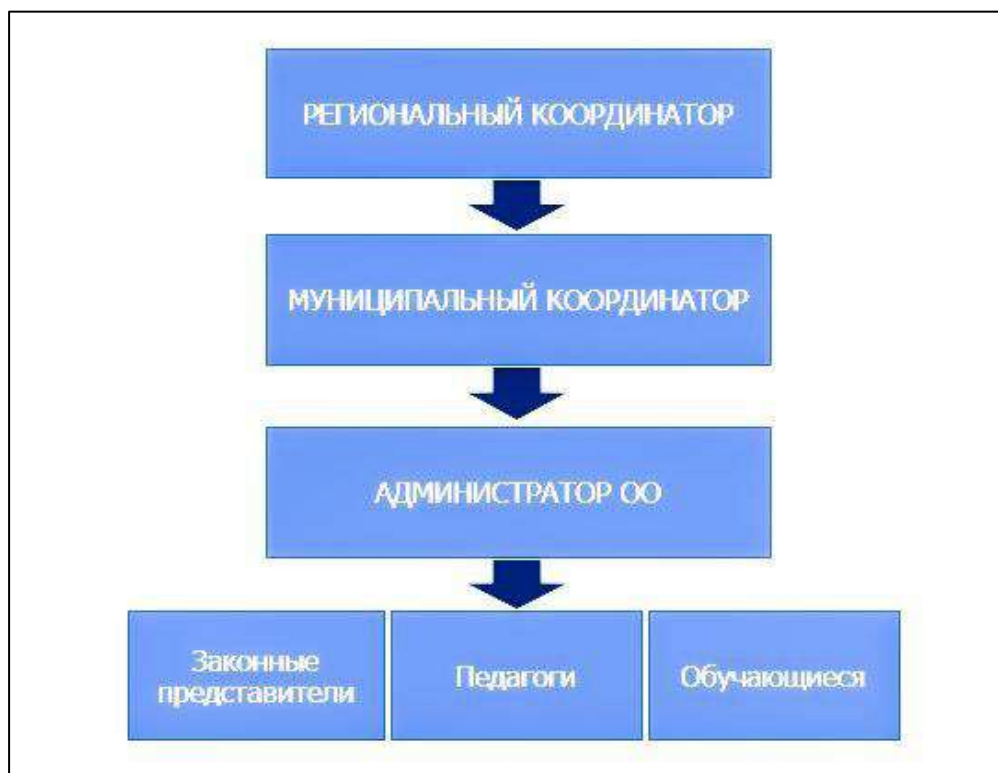 РЕГИОНАЛЬНЫЙ КООРДИНАТОР
МУНИЦИПАЛЬНЫЙ КООРДИНАТОР
АДМИНИСТРАТОР ОО
Законные
представители
Педагоги
Обучающиеся